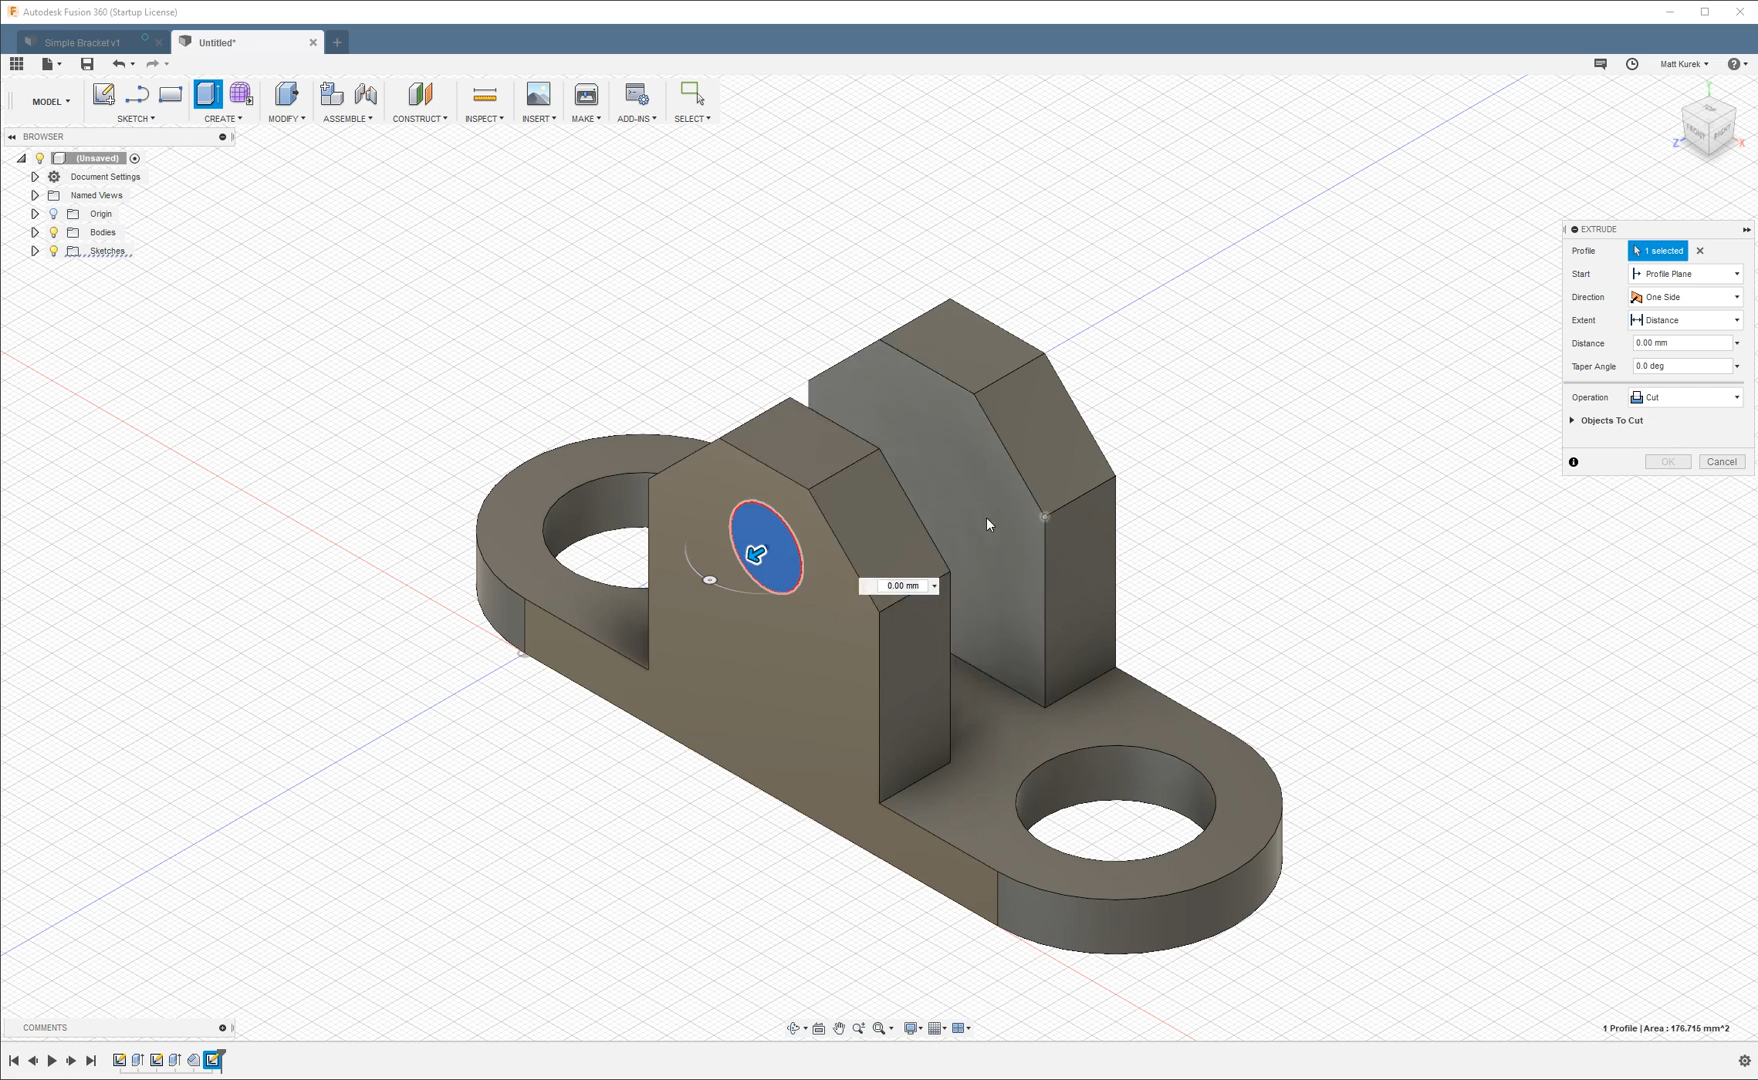 Autodesk Fusion 360 (Startup License)
Simple Bracket v1
Untitled*
Matt Kurek
MODEL
SKETCH
CREATE
MODIFY
ASSEMBLE
CONSTRUCT
INSPECT
INSERT
MAKE
ADD-INS
SELECT
BROWSER
(Unsaved)
Document Settings
Named Views
Origin
Bodies
Sketches
Y
TOP
FRONT
RIGHT
Z
X
EXTRUDE
Profile 1 selected
Start Profile Plane
Direction One Side
Extent Distance
Distance 0.00 mm
Taper Angle 0.0 deg
Operation Cut
Objects To Cut
OK Cancel
0.00 mm
COMMENTS
1 Profile | Area : 176.715 mm^2